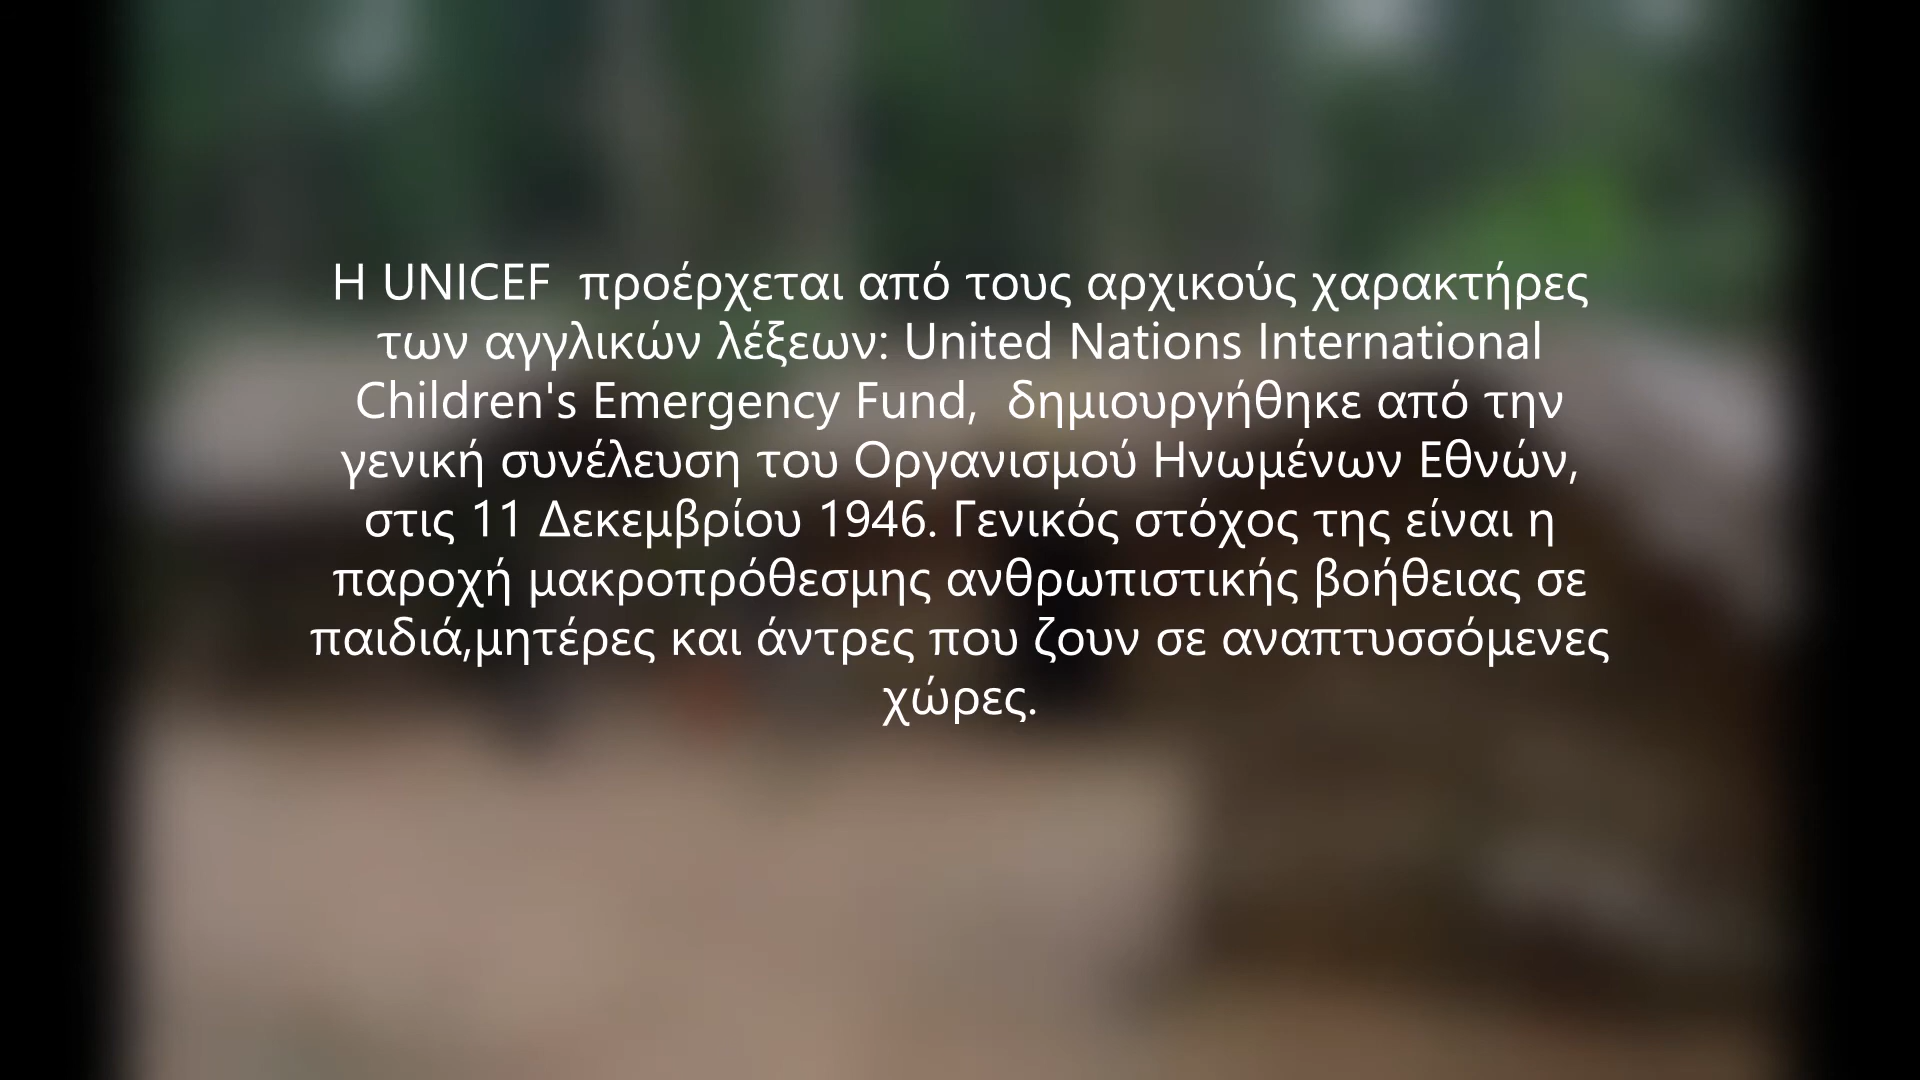 Η UNICEF  προέρχεται από τους αρχικούς χαρακτήρες
των αγγλικών λέξεων: United Nations International
Children's Emergency Fund,  δημιουργήθηκε από την
γενική συνέλευση του Οργανισμού Ηνωμένων Εθνών,
στις 11 Δεκεμβρίου 1946. Γενικός στόχος της είναι η
παροχή μακροπρόθεσμης ανθρωπιστικής βοήθειας σε
παιδιά,μητέρες και άντρες που ζουν σε αναπτυσσόμενες
χώρες.